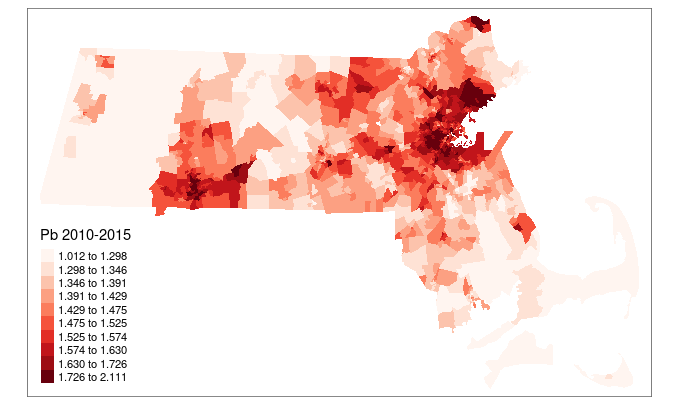 Pb 2010-2015
1.012 to 1.298
1.298 to 1.346
1.346 to 1.391
1.391 to 1.429
1.429 to 1.475
1.475 to 1.525
1.525 to 1.574
1.574 to 1.630
1.630 to 1.726
1.726 to 2.111